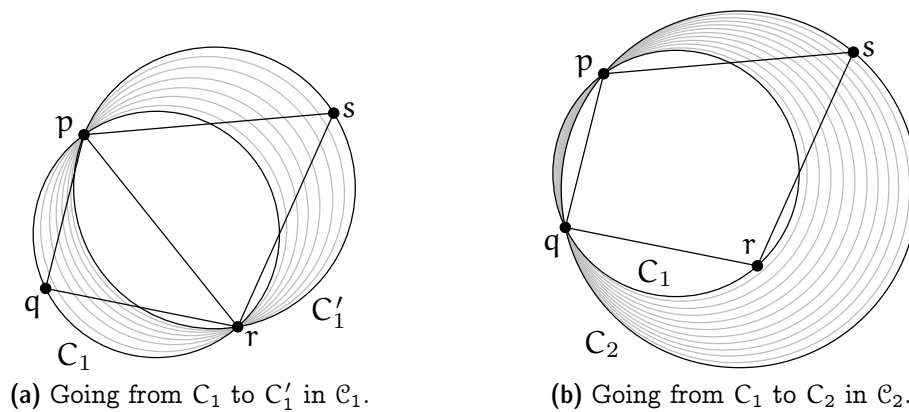 p
s
q
r
C₁
C₁′
(a) Going from C₁ to C₁′ in 𝒞₁.
p
s
q
r
C₁
C₂
(b) Going from C₁ to C₂ in 𝒞₂.